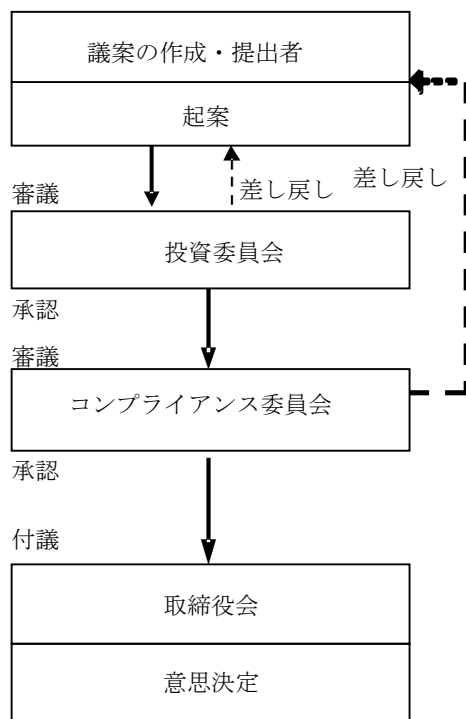 議案の作成・提出者
起案
差し戻し
差し戻し
審議
投資委員会
承認
審議
コンプライアンス委員会
承認
付議
取締役会
意思決定